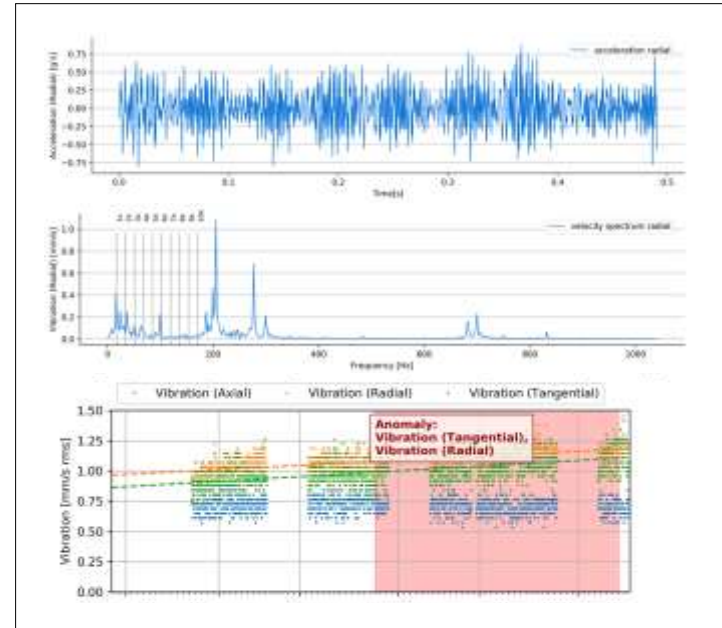 Acceleration (Radial) [g's]
0.75
0.50
0.25
0.00
−0.25
−0.50
−0.75
acceleration radial
0.0 0.1 0.2 0.3 0.4 0.5
Time[s]
(Radial) [mm/s]
1.0
0.8
0.6
0.4
0.2
0.0
velocity spectrum radial
0 200 400 600 800 1000
Frequency [Hz]
Vibration (Axial) Vibration (Radial) Vibration (Tangential)
Vibration [mm/s rms]
1.50
1.25
1.00
0.75
0.50
0.25
0.00
Anomaly:
Vibration (Tangential),
Vibration (Radial)